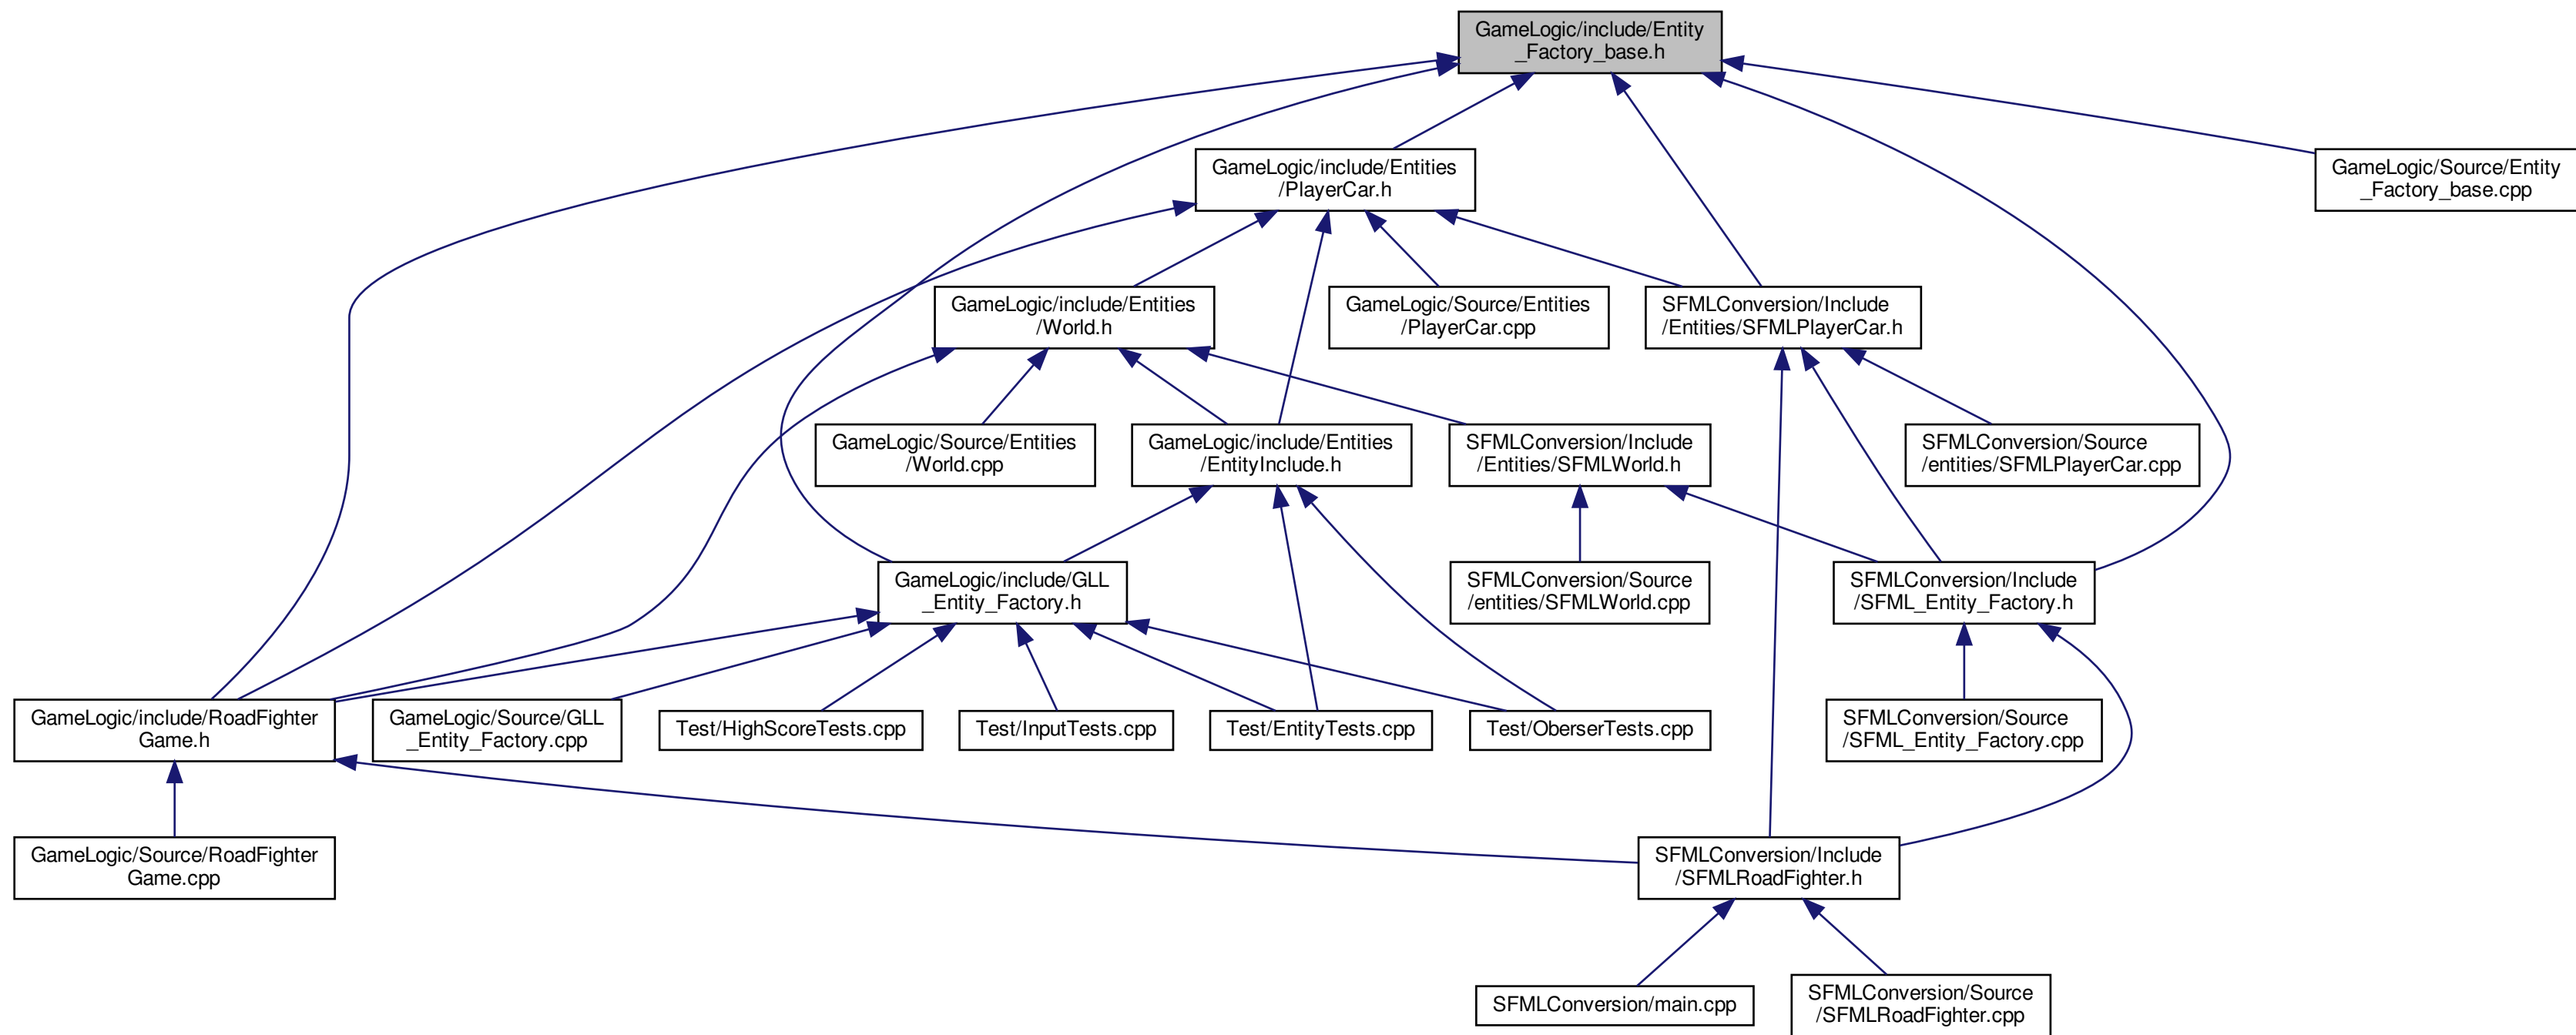 GameLogic/include/Entity
_Factory_base.h
GameLogic/include/Entities
/PlayerCar.h
GameLogic/Source/Entity
_Factory_base.cpp
GameLogic/include/Entities
/World.h
GameLogic/Source/Entities
/PlayerCar.cpp
SFMLConversion/Include
/Entities/SFMLPlayerCar.h
GameLogic/Source/Entities
/World.cpp
GameLogic/include/Entities
/EntityInclude.h
SFMLConversion/Include
/Entities/SFMLWorld.h
SFMLConversion/Source
/entities/SFMLPlayerCar.cpp
GameLogic/include/GLL
_Entity_Factory.h
SFMLConversion/Source
/entities/SFMLWorld.cpp
SFMLConversion/Include
/SFML_Entity_Factory.h
GameLogic/include/RoadFighter
Game.h
GameLogic/Source/GLL
_Entity_Factory.cpp
Test/HighScoreTests.cpp
Test/InputTests.cpp
Test/EntityTests.cpp
Test/OberserTests.cpp
SFMLConversion/Source
/SFML_Entity_Factory.cpp
GameLogic/Source/RoadFighter
Game.cpp
SFMLConversion/Include
/SFMLRoadFighter.h
SFMLConversion/main.cpp
SFMLConversion/Source
/SFMLRoadFighter.cpp